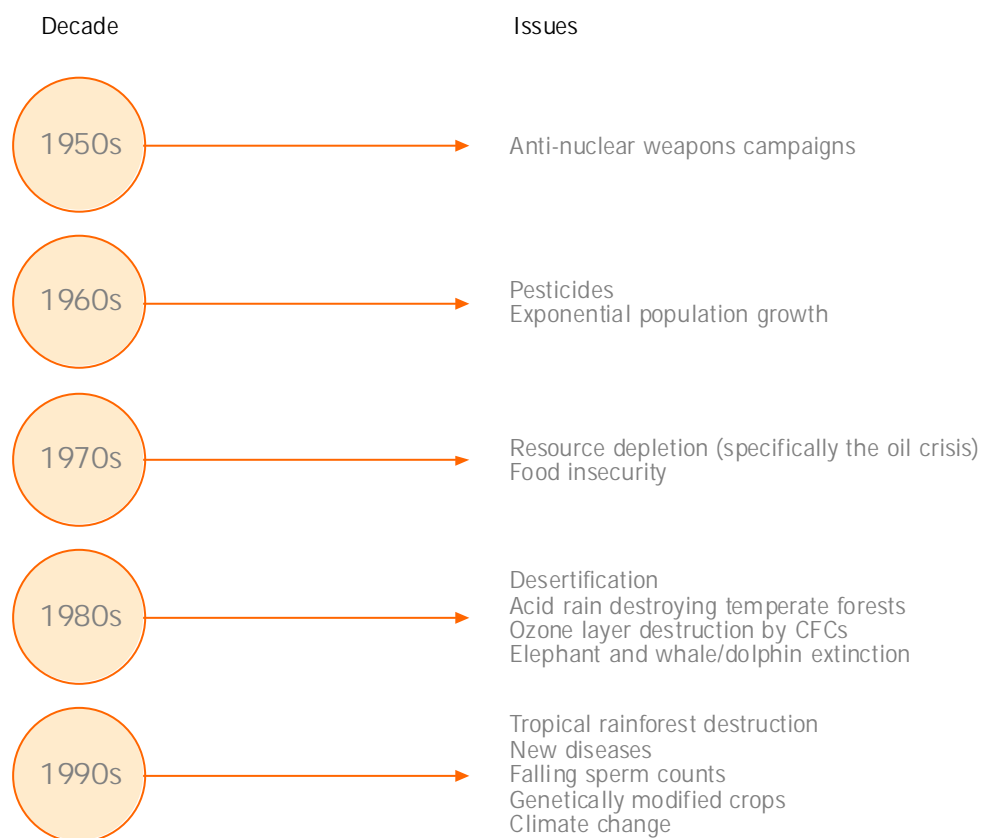 Decade Issues
1950s
Anti-nuclear weapons campaigns
1960s
Pesticides
Exponential population growth
1970s
Resource depletion (specifically the oil crisis)
Food insecurity
1980s
Desertification
Acid rain destroying temperate forests
Ozone layer destruction by CFCs
Elephant and whale/dolphin extinction
1990s
Tropical rainforest destruction
New diseases
Falling sperm counts
Genetically modified crops
Climate change